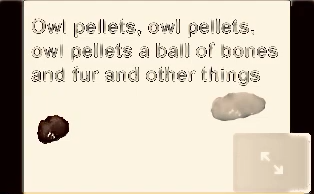 Owl pellets, owl pellets,
owl pellets a ball of bones
and fur and other things